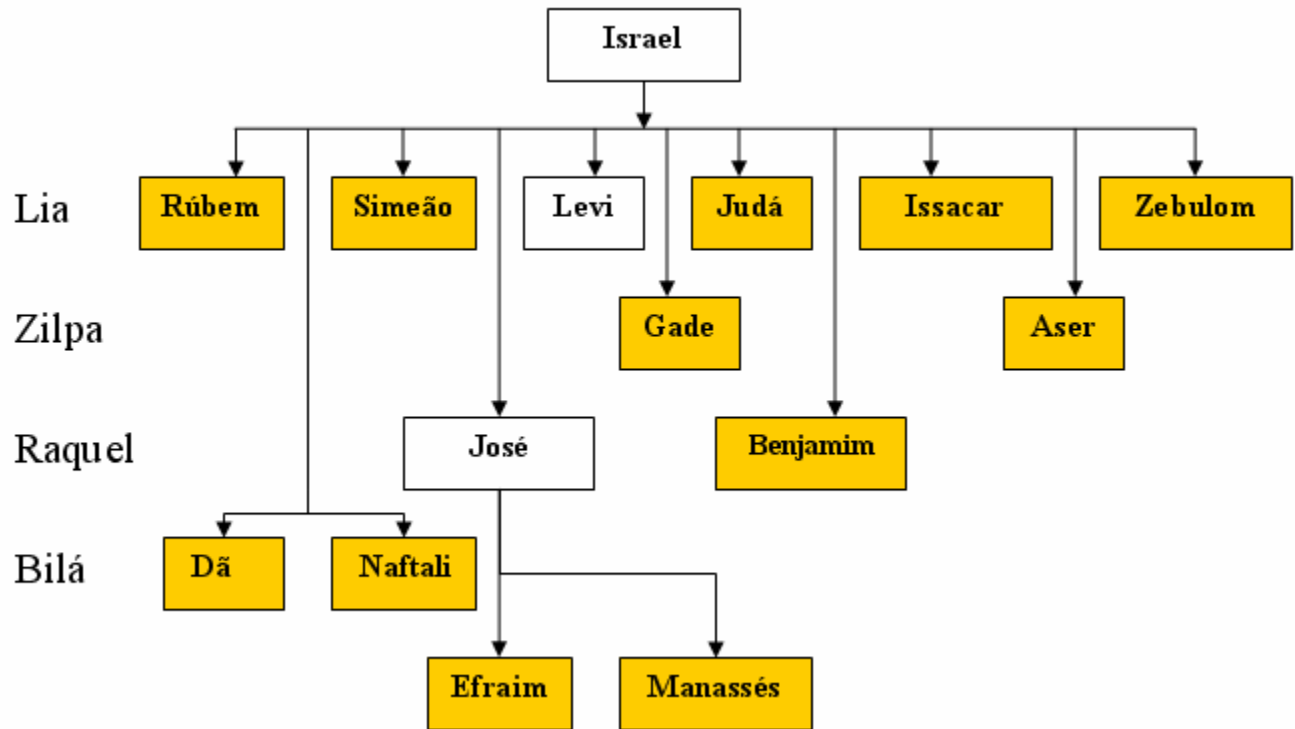 Israel
Lia Rúbem Simeão Levi Judá Issacar Zebulom
Zilpa Gade Aser
Raquel José Benjamim
Bilá Dã Naftali
Efraim Manassés